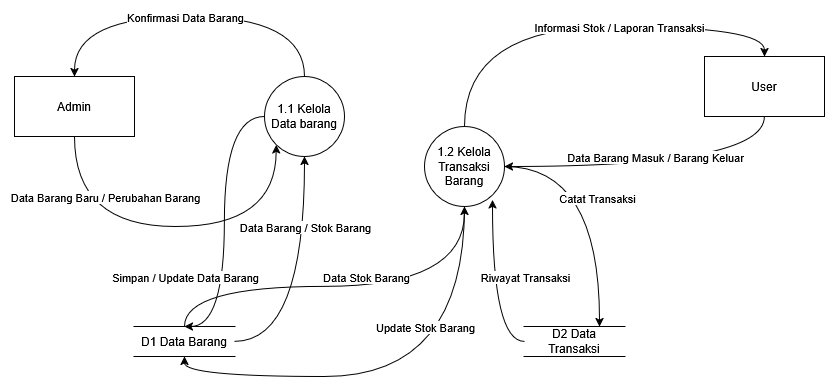 Konfirmasi Data Barang
Informasi Stok / Laporan Transaksi
Admin
User
1.1 Kelola
Data barang
1.2 Kelola
Transaksi
Barang
Data Barang Masuk / Barang Keluar
Data Barang Baru / Perubahan Barang
Catat Transaksi
Data Barang / Stok Barang
Simpan / Update Data Barang
Data Stok Barang
Riwayat Transaksi
Update Stok Barang
D1 Data Barang
D2 Data
Transaksi